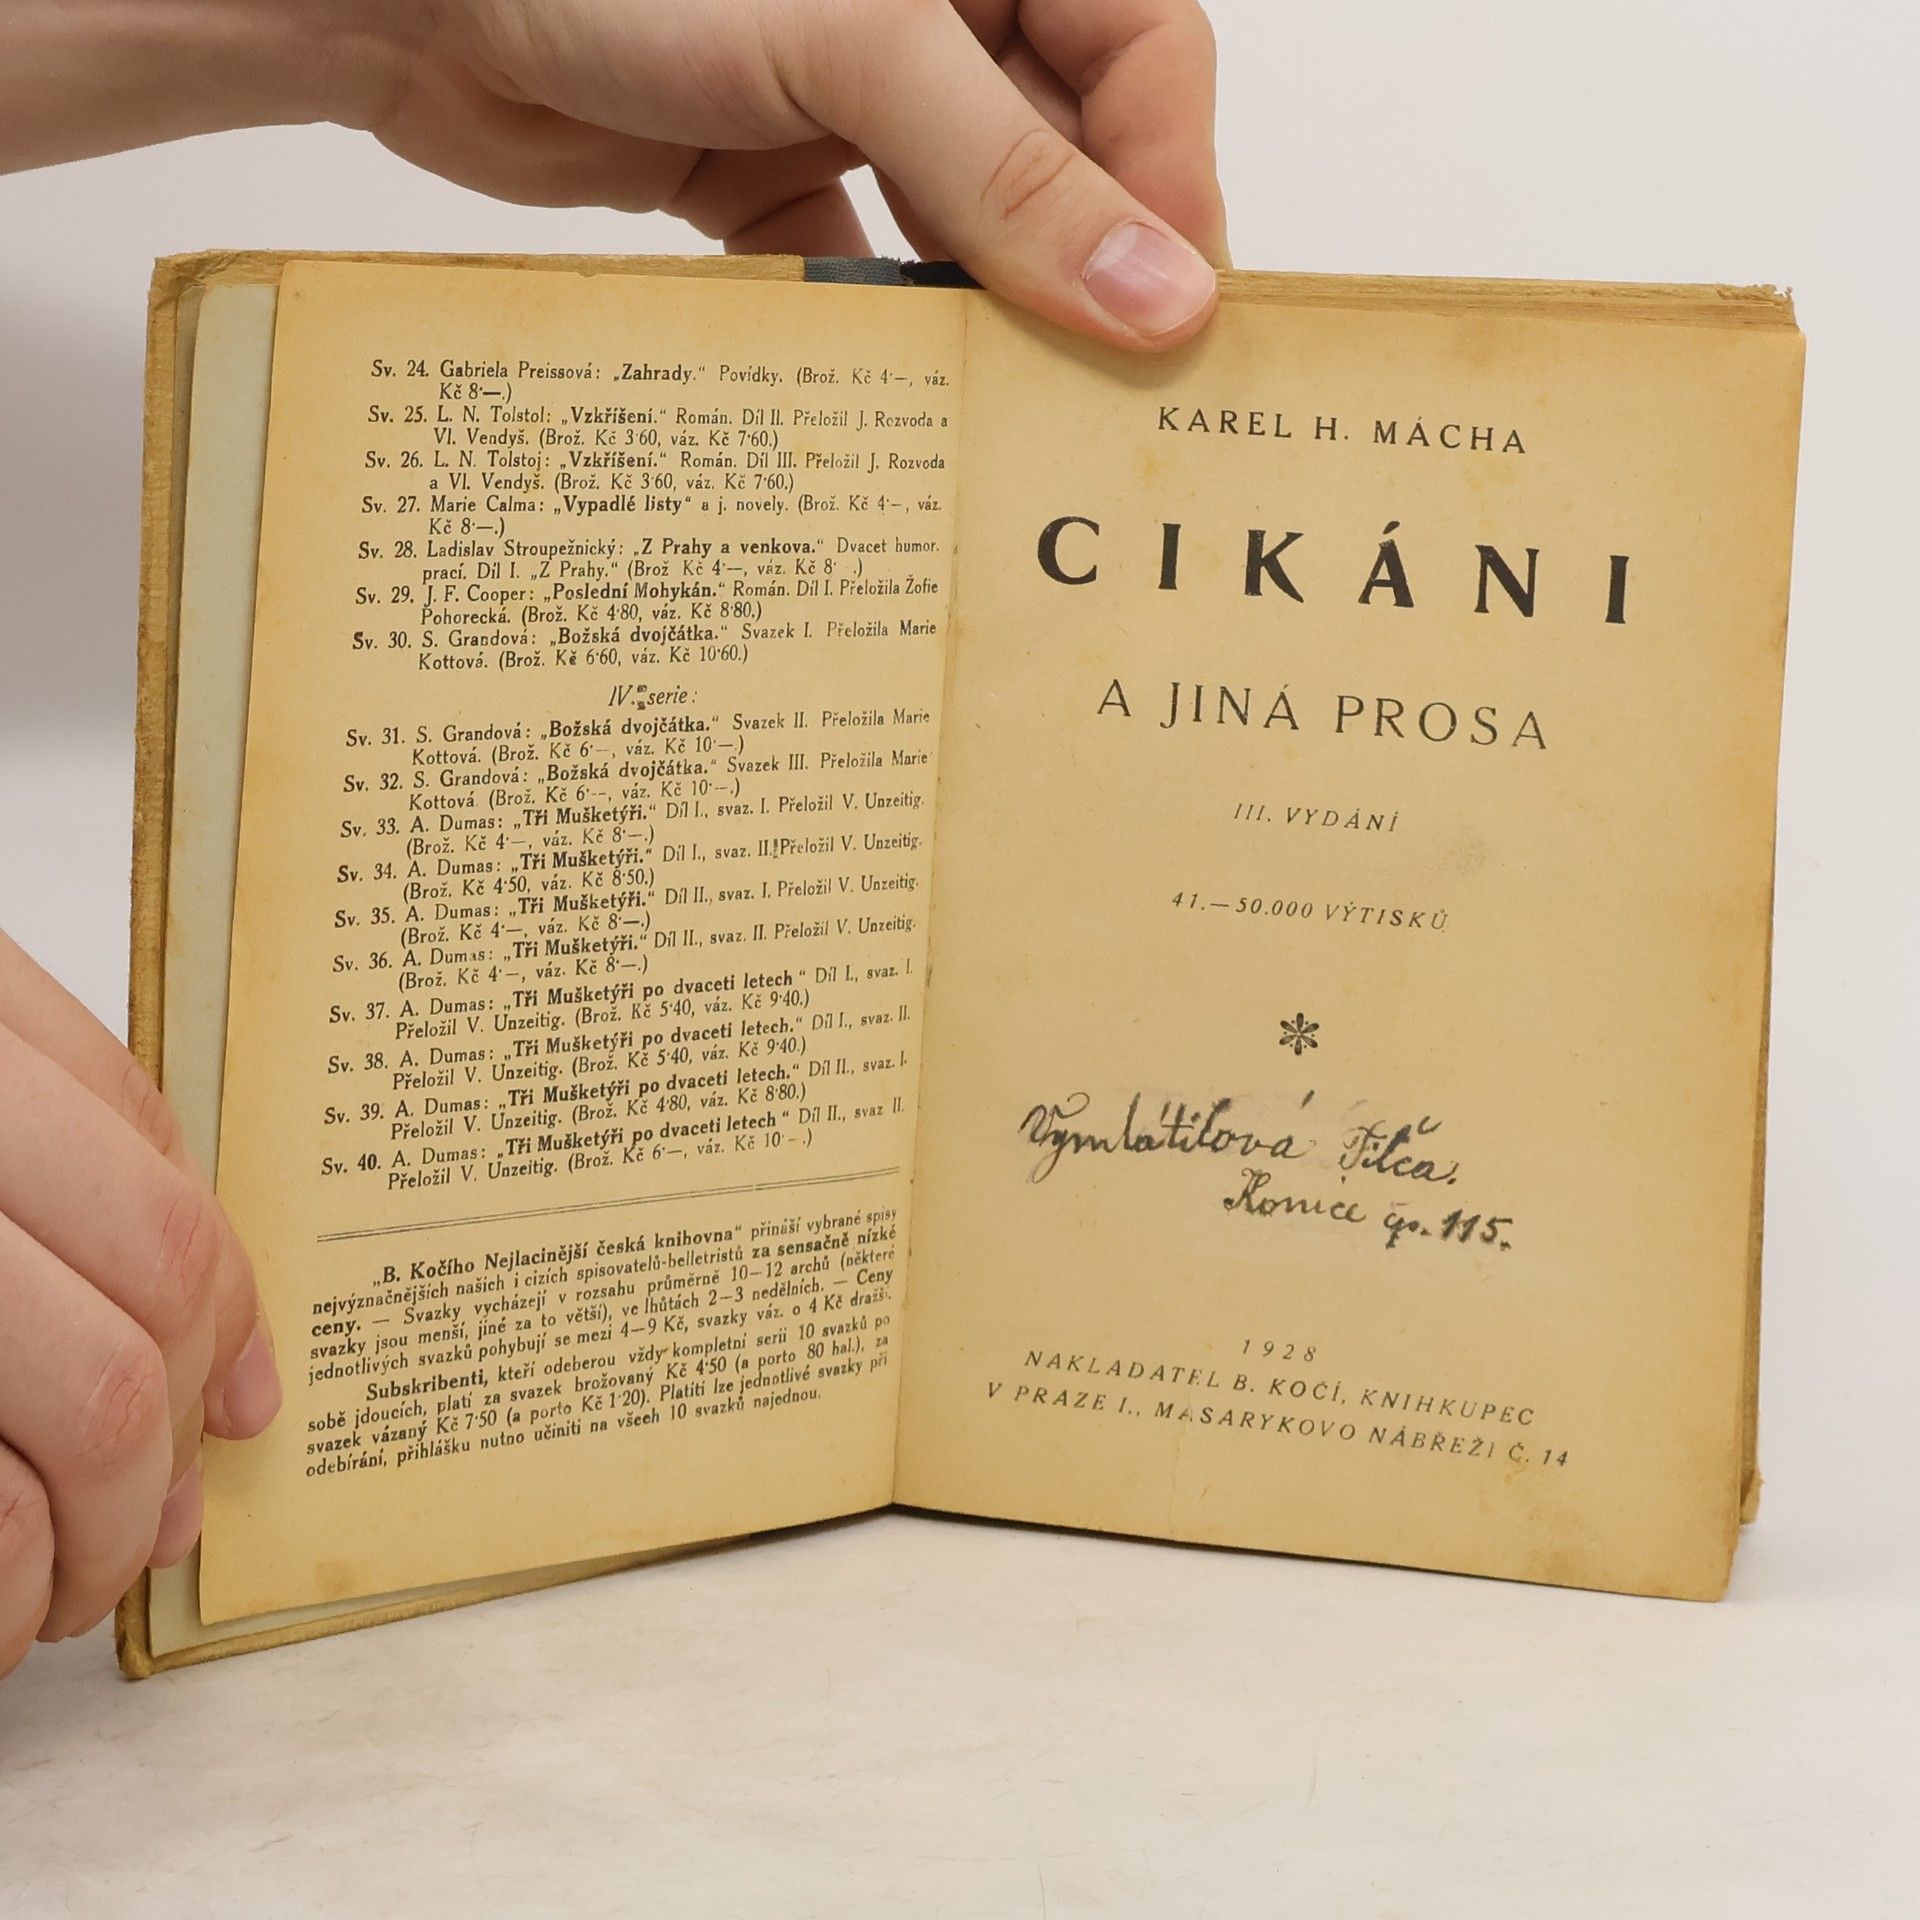 Sv. 24. Gabriela Preissová: „Zahrady.“ Povídky. (Brož. Kč 4·—, váz.
Kč 8·—.)
Sv. 25. L. N. TolstoI: „Vzkříšení.“ Román. Díl II. Přeložil J. Rozvoda a
Vl. Vendyš. (Brož. Kč 3·60, váz. Kč 7·60.)
Sv. 26. L. N. Tolstoj: „Vzkříšení.“ Román. Díl III. Přeložil J. Rozvoda
a Vl. Vendyš. (Brož. Kč 3·60, váz. Kč 7·60.)
Sv. 27. Marie Calma: „Vypadlé listy“ a j. novely. (Brož. Kč 4·—, váz.
Kč 8·—.)
Sv. 28. Ladislav Stroupežnický: „Z Prahy a venkova.“ Dvacet humor.
prací. Díl I. „Z Prahy.“ (Brož Kč 4·—, váz. Kč 8· .)
Sv. 29. J. F. Cooper: „Poslední Mohykán.“ Román. Díl I. Přeložila Žofie
Pohorecká. (Brož. Kč 4·80, váz. Kč 8·80.)
Sv. 30. S. Grandová: „Božská dvojčátka.“ Svazek I. Přeložila Marie
Kottová. (Brož. Kč 6·60, váz. Kč 10·60.)
IV. serie:
Sv. 31. S. Grandová: „Božská dvojčátka.“ Svazek II. Přeložila Marie
Kottová. (Brož. Kč 6·—, váz. Kč 10·—.)
Sv. 32. S. Grandová: „Božská dvojčátka.“ Svazek III. Přeložila Marie
Kottová. (Brož. Kč 6·—, váz. Kč 10·—.)
Sv. 33. A. Dumas: „Tři Mušketýři.“ Díl I., svaz. I. Přeložil V. Unzeitig.
(Brož. Kč 4·—, váz. Kč 8·—.)
Sv. 34. A. Dumas: „Tři Mušketýři.“ Díl I., svaz. II. Přeložil V. Unzeitig.
(Brož. Kč 4·50, váz. Kč 8·50.)
Sv. 35. A. Dumas: „Tři Mušketýři.“ Díl II., svaz. I. Přeložil V. Unzeitig.
(Brož. Kč 4·—, váz. Kč 8·—.)
Sv. 36. A. Dumas: „Tři Mušketýři.“ Díl II., svaz. II. Přeložil V. Unzeitig.
(Brož. Kč 4·—, váz. Kč 8·—.)
Sv. 37. A. Dumas: „Tři Mušketýři po dvaceti letech “ Díl I., svaz. I.
Přeložil V. Unzeitig. (Brož. Kč 5·40, váz. Kč 9·40.)
Sv. 38. A. Dumas: „Tři Mušketýři po dvaceti letech.“ Díl I., svaz. II.
Přeložil V. Unzeitig. (Brož. Kč 5·40, váz. Kč 9·40.)
Sv. 39. A. Dumas: „Tři Mušketýři po dvaceti letech.“ Díl II., svaz. I.
Přeložil V. Unzeitig. (Brož. Kč 4·80, váz. Kč 8·80.)
Sv. 40. A. Dumas: „Tři Mušketýři po dvaceti letech “ Díl II., svaz II.
Přeložil V. Unzeitig. (Brož. Kč 6·—, váz. Kč 10·—.)
„B. Kočího Nejlacinější česká knihovna“ přináší vybrané spisy
nejvýznačnějších našich i cizích spisovatelů-belletristů za sensačně nízké
ceny. — Svazky vycházejí v rozsahu průměrně 10—12 archů (některé
svazky jsou menší, jiné za to větší), ve lhůtách 2—3 nedělních. — Ceny
jednotlivých svazků pohybují se mezi 4—9 Kč, svazky váz. o 4 Kč dražší.
Subskribenti, kteří odeberou vždy kompletní serii 10 svazků po
sobě jdoucích, platí za svazek brožovaný Kč 4·50 (a porto 80 hal.), za
svazek vázaný Kč 7·50 (a porto Kč 1·20). Platiti lze jednotlivé svazky při
odebírání, přihlášku nutno učiniti na všech 10 svazků najednou.
KAREL H. MÁCHA
CIKÁNI
A JINÁ PROSA
III. VYDÁNÍ
41.—50.000 VÝTISKŮ
Vymlátilová Filča.
Konice čp. 115.
1928
NAKLADATEL B. KOČÍ, KNIHKUPEC
V PRAZE I., MASARYKOVO NÁBŘEŽÍ Č. 14